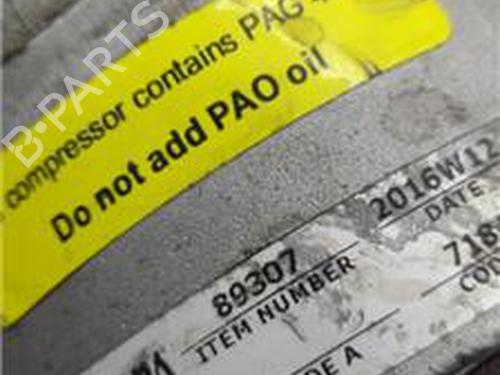 B-PARTS
compressor contains PAG
Do not add PAO oil
89307
ITEM NUMBER
2016W12
DATE
718
COD
DE A